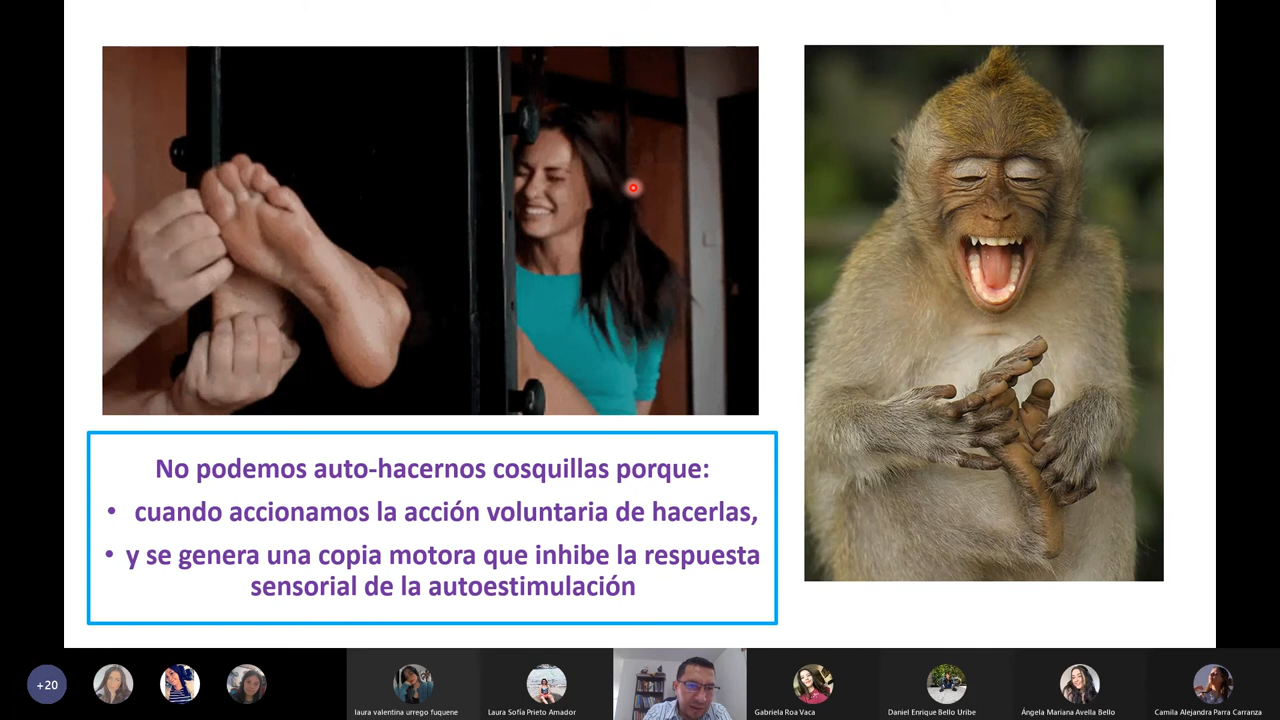 No podemos auto-hacernos cosquillas porque:
• cuando accionamos la acción voluntaria de hacerlas,
• y se genera una copia motora que inhibe la respuesta
sensorial de la autoestimulación
+20
laura valentina urrego fuquene
Laura Sofía Prieto Amador
Gabriela Roa Vaca
Daniel Enrique Bello Uribe
Ángela Mariana Avella Bello
Camila Alejandra Parra Carranza